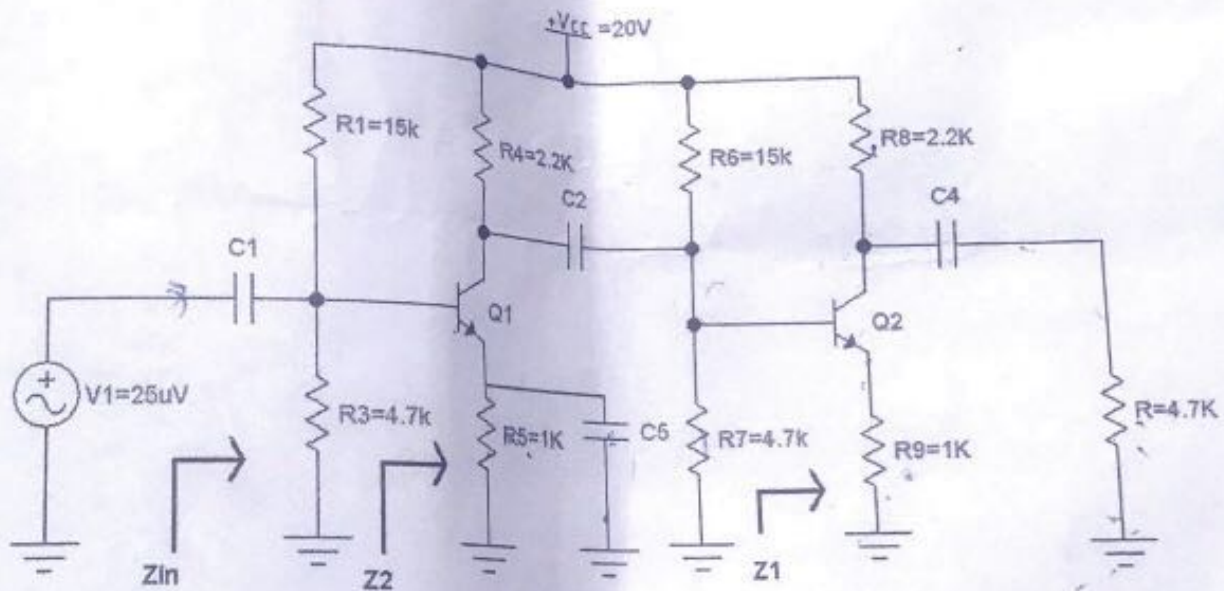 +Vcc =20V
R1=15k
R4=2.2K
R6=15k
R8=2.2K
C1
C2
C4
Q1
Q2
V1=25uV
R3=4.7k
R5=1K
C5
R7=4.7k
R9=1K
R=4.7K
Zin
Z2
Z1